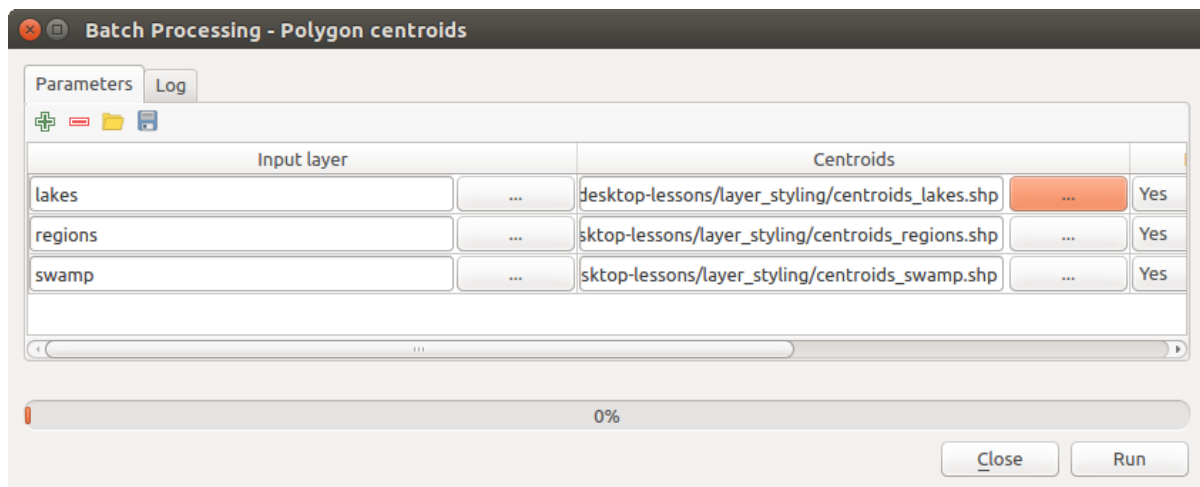 Batch Processing - Polygon centroids
Parameters Log
Input layer Centroids
lakes ... desktop-lessons/layer_styling/centroids_lakes.shp ... Yes
regions ... sktop-lessons/layer_styling/centroids_regions.shp ... Yes
swamp ... sktop-lessons/layer_styling/centroids_swamp.shp ... Yes
0%
Close Run